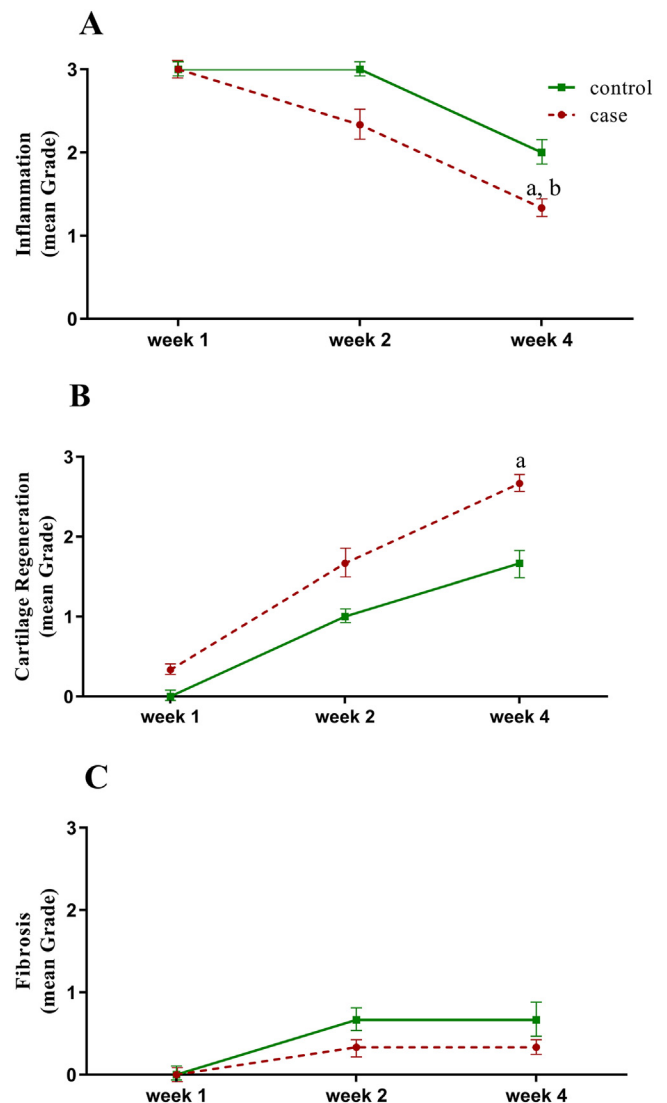 A
Inflammation
(mean Grade)
3
2
1
0
control
case
a, b
week 1 week 2 week 4
B
Cartilage Regeneration
(mean Grade)
3
2
1
0
a
week 1 week 2 week 4
C
Fibrosis
(mean Grade)
3
2
1
0
week 1 week 2 week 4